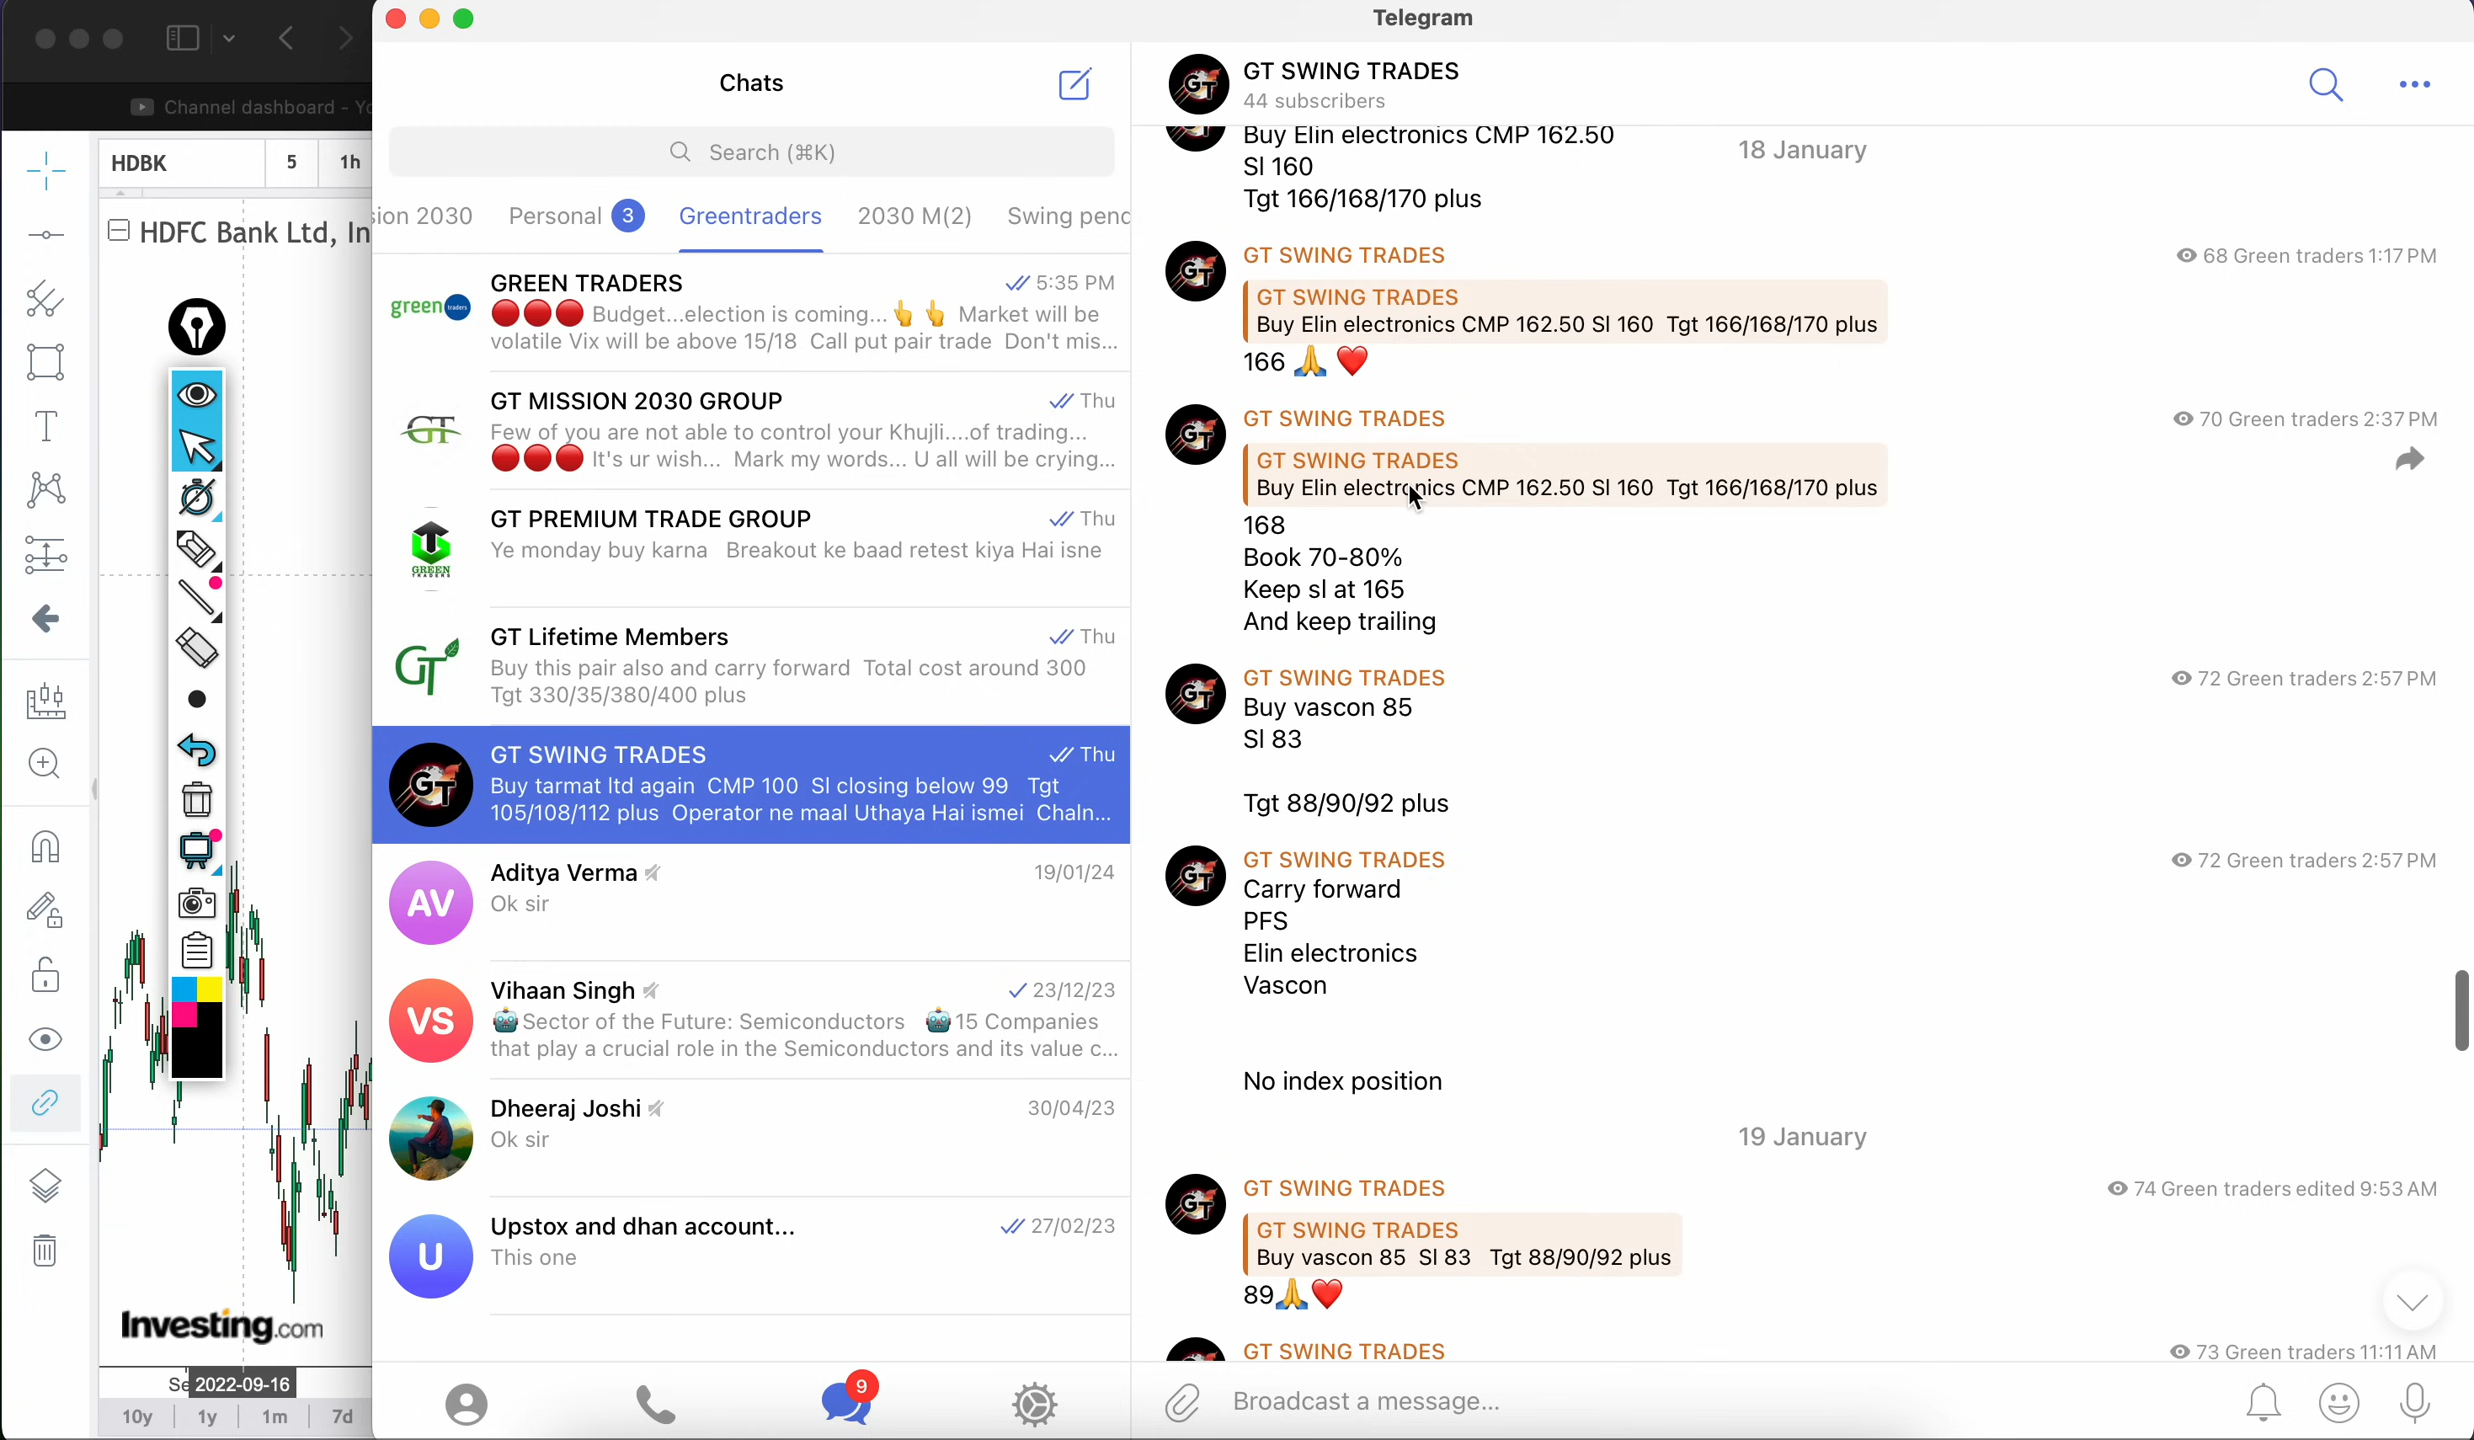 Telegram
Channel dashboard - Yo
HDBK
5
1h
HDFC Bank Ltd, In
Investing.com
2022-09-16
10y
1y
1m
7d
Chats
Search (⌘K)
sion 2030
Personal 3
Greentraders
2030 M(2)
Swing pend
green traders
GREEN TRADERS
5:35 PM
🔴🔴🔴 Budget...election is coming...👆👆 Market will be
volatile Vix will be above 15/18 Call put pair trade Don't mis...
GT
GT MISSION 2030 GROUP
Thu
Few of you are not able to control your Khujli....of trading...
🔴🔴🔴 It's ur wish... Mark my words... U all will be crying...
GREEN
TRADERS
GT PREMIUM TRADE GROUP
Thu
Ye monday buy karna Breakout ke baad retest kiya Hai isne
GT
GT Lifetime Members
Thu
Buy this pair also and carry forward Total cost around 300
Tgt 330/35/380/400 plus
GT
GT SWING TRADES
Thu
Buy tarmat ltd again CMP 100 Sl closing below 99 Tgt
105/108/112 plus Operator ne maal Uthaya Hai ismei Chaln...
AV
Aditya Verma
19/01/24
Ok sir
VS
Vihaan Singh
23/12/23
🤖Sector of the Future: Semiconductors 🤖15 Companies
that play a crucial role in the Semiconductors and its value c...
Dheeraj Joshi
30/04/23
Ok sir
U
Upstox and dhan account...
27/02/23
This one
9
GT
GT SWING TRADES
44 subscribers
Buy Elin electronics CMP 162.50
18 January
Sl 160
Tgt 166/168/170 plus
GT
GT SWING TRADES
68 Green traders 1:17 PM
GT SWING TRADES
Buy Elin electronics CMP 162.50 Sl 160 Tgt 166/168/170 plus
166 🙏 ❤️
GT
GT SWING TRADES
70 Green traders 2:37 PM
GT SWING TRADES
Buy Elin electronics CMP 162.50 Sl 160 Tgt 166/168/170 plus
168
Book 70-80%
Keep sl at 165
And keep trailing
GT
GT SWING TRADES
72 Green traders 2:57 PM
Buy vascon 85
Sl 83
Tgt 88/90/92 plus
GT
GT SWING TRADES
72 Green traders 2:57 PM
Carry forward
PFS
Elin electronics
Vascon
No index position
19 January
GT
GT SWING TRADES
74 Green traders edited 9:53 AM
GT SWING TRADES
Buy vascon 85 Sl 83 Tgt 88/90/92 plus
89🙏❤️
GT SWING TRADES
73 Green traders 11:11 AM
Broadcast a message...